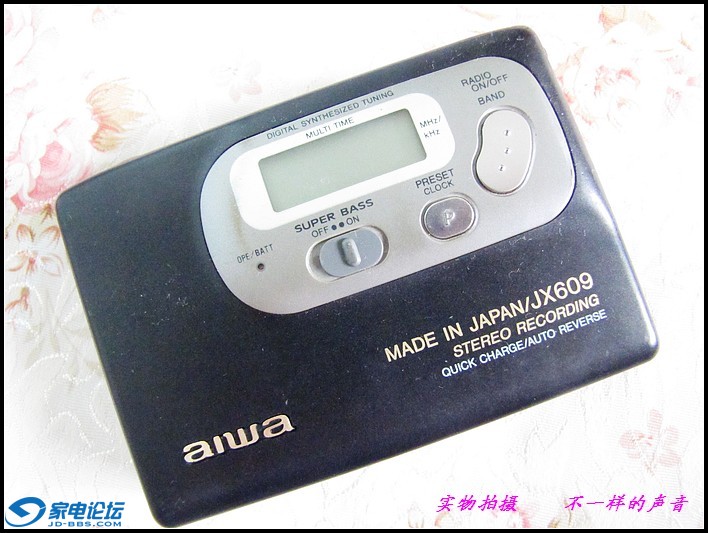 RADIO
ON/OFF
BAND
DIGITAL SYNTHESIZED TUNING
MULTI TIME
MHz/
kHz
PRESET
CLOCK
P
SUPER BASS
OFF ●● ON
OPE/BATT
MADE IN JAPAN/JX609
STEREO RECORDING
QUICK CHARGE/AUTO REVERSE
aiwa
家电论坛
JD-BBS.COM
实物拍摄 不一样的声音